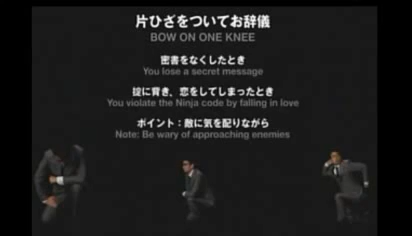 片ひざをついてお辞儀
BOW ON ONE KNEE
密書をなくしたとき
You lose a secret message
掟に背き、恋をしてしまったとき
You violate the Ninja code by falling in love
ポイント：敵に気を配りながら
Note: Be wary of approaching enemies